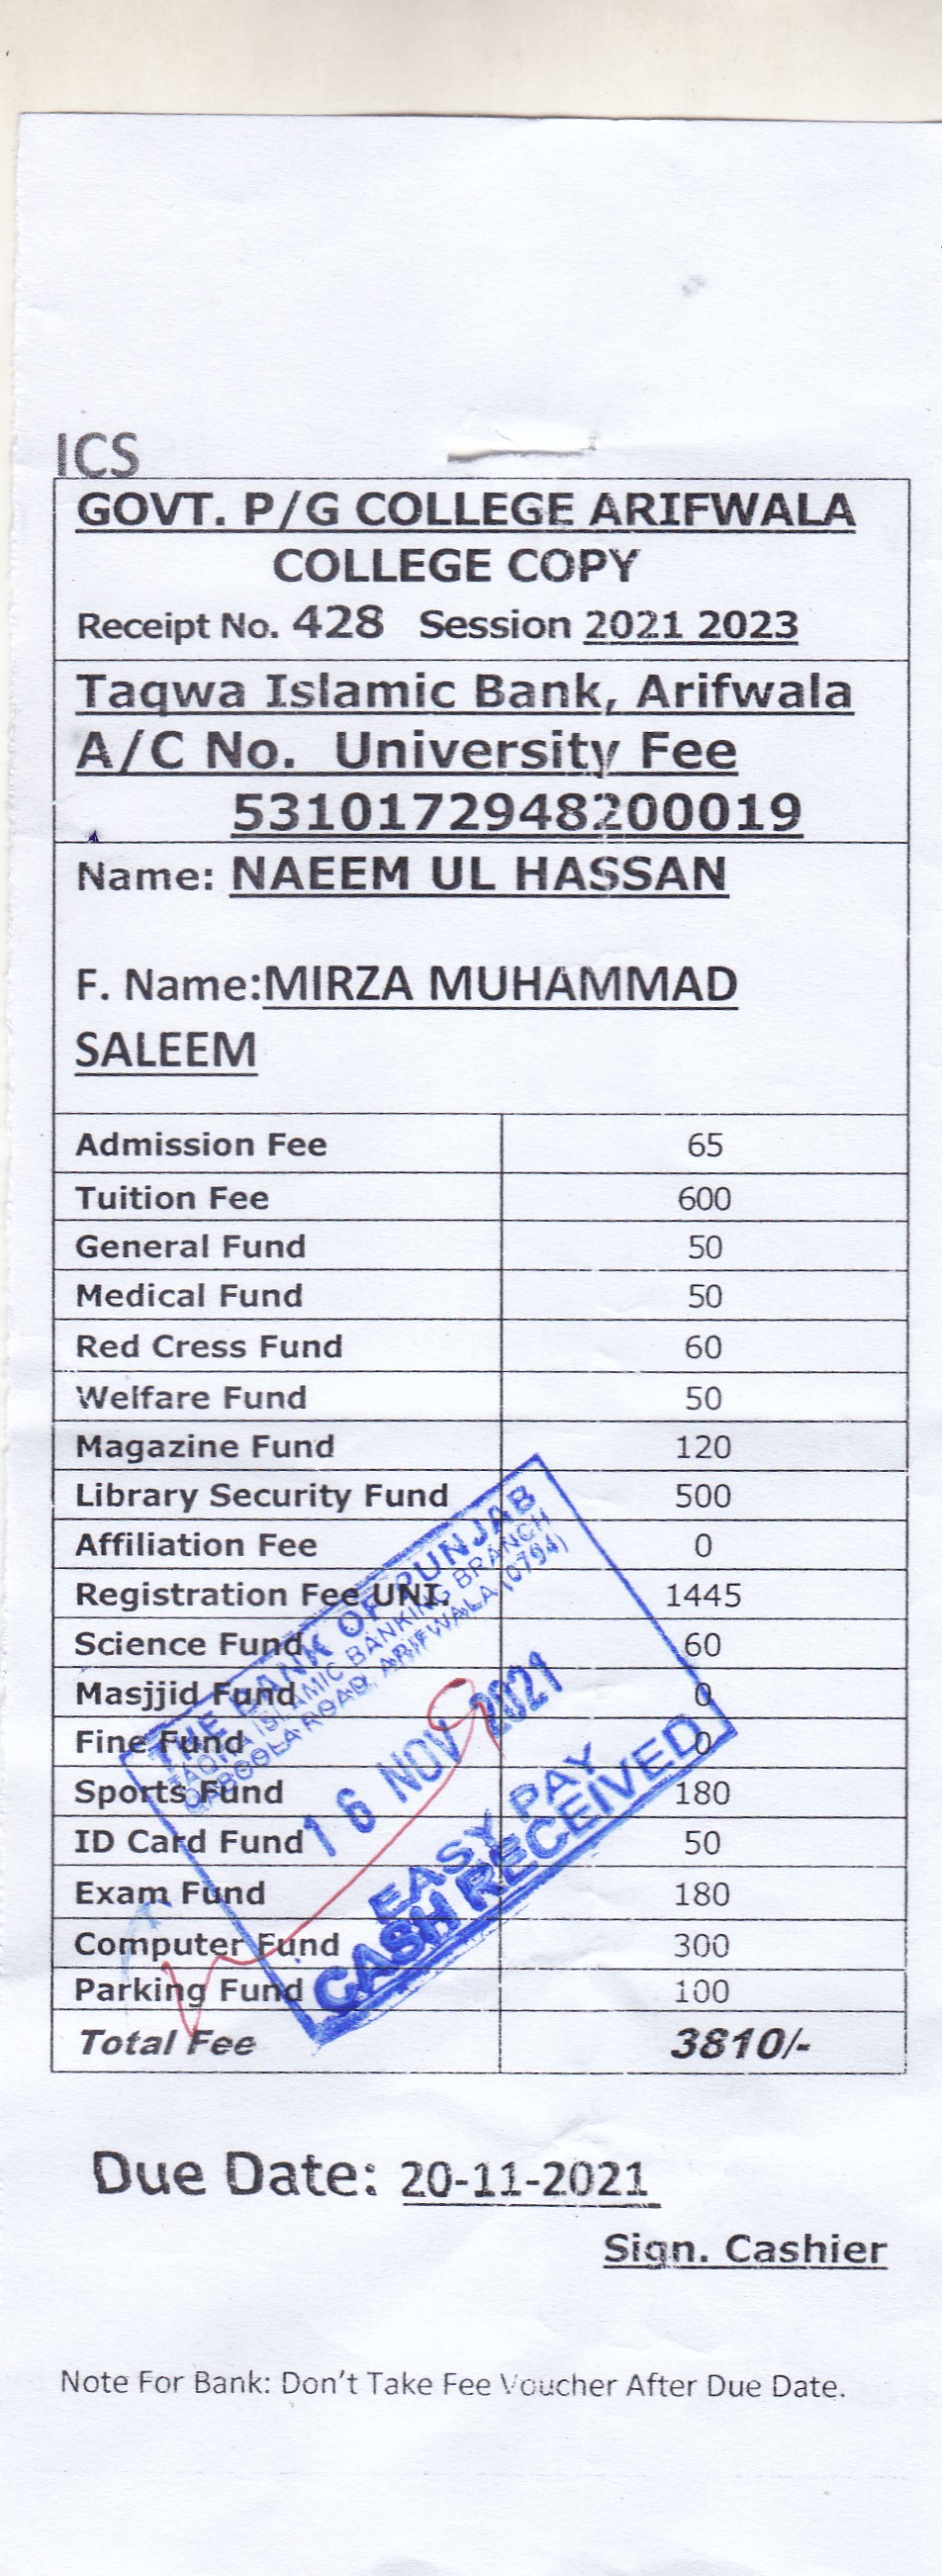 ICS
GOVT. P/G COLLEGE ARIFWALA
COLLEGE COPY
Receipt No. 428 Session 2021 2023
Taqwa Islamic Bank, Arifwala
A/C No. University Fee
5310172948200019
Name: NAEEM UL HASSAN
F. Name:MIRZA MUHAMMAD
SALEEM
Admission Fee 65
Tuition Fee 600
General Fund 50
Medical Fund 50
Red Cress Fund 60
Welfare Fund 50
Magazine Fund 120
Library Security Fund 500
Affiliation Fee 0
Registration Fee UNI. 1445
Science Fund 60
Masjjid Fund 0
Fine Fund 0
Sports Fund 180
ID Card Fund 50
Exam Fund 180
Computer Fund 300
Parking Fund 100
Total Fee 3810/-
THE BANK OF PUNJAB
TAQWA ISLAMIC BANKING BRANCH
QABOOLA ROAD, ARIFWALA (0794)
16 NOV 2021
EASY PAY
CASH RECEIVED
Due Date: 20-11-2021
Sign. Cashier
Note For Bank: Don't Take Fee Voucher After Due Date.